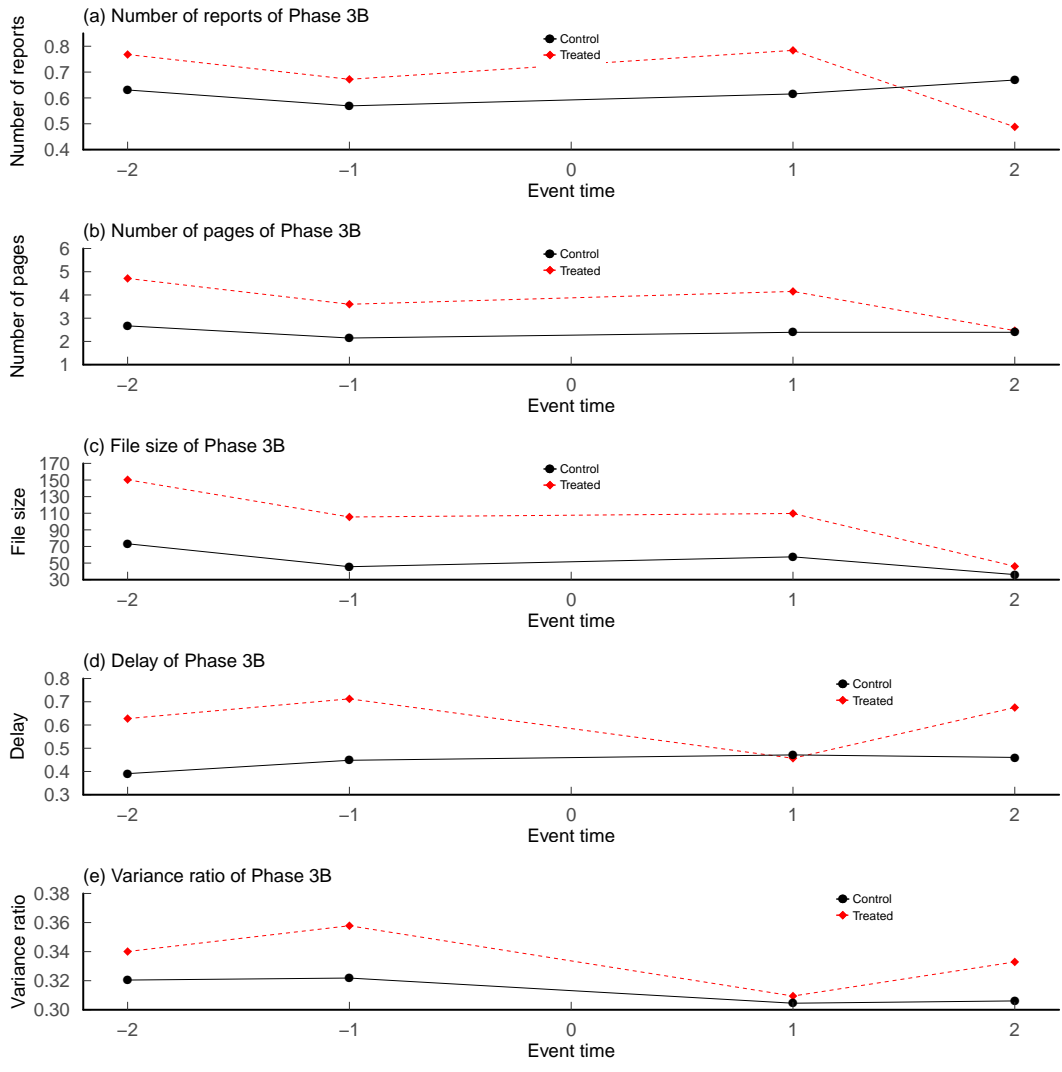 (a) Number of reports of Phase 3B
Number of reports
0.8
0.7
0.6
0.5
0.4
Control
Treated
−2 −1 0 1 2
Event time
(b) Number of pages of Phase 3B
Number of pages
6
5
4
3
2
1
Control
Treated
−2 −1 0 1 2
Event time
(c) File size of Phase 3B
File size
170
150
130
110
90
70
50
30
Control
Treated
−2 −1 0 1 2
Event time
(d) Delay of Phase 3B
Delay
0.8
0.7
0.6
0.5
0.4
0.3
Control
Treated
−2 −1 0 1 2
Event time
(e) Variance ratio of Phase 3B
Variance ratio
0.38
0.36
0.34
0.32
0.30
Control
Treated
−2 −1 0 1 2
Event time